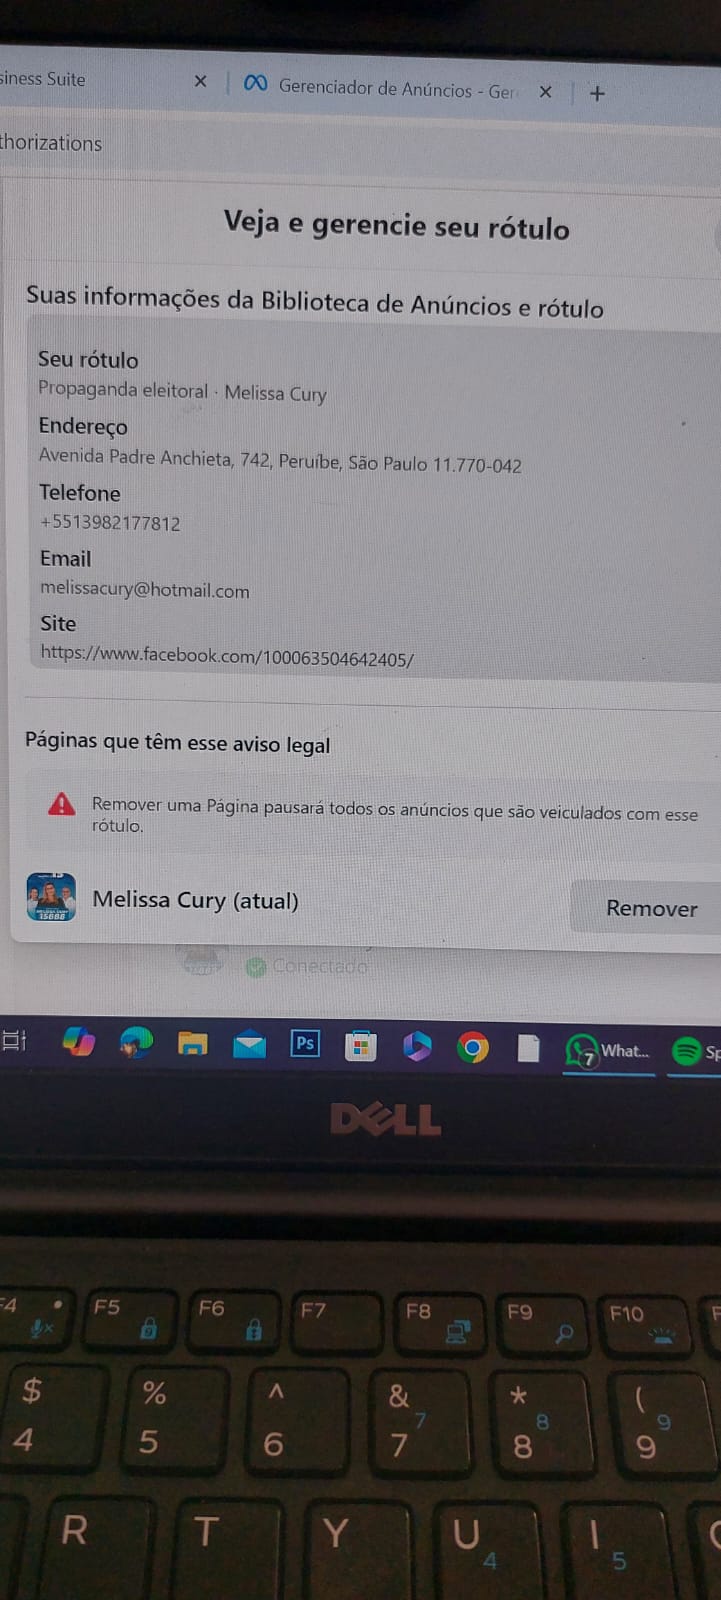 siness Suite
Gerenciador de Anúncios - Ger
thorizations
Veja e gerencie seu rótulo
Suas informações da Biblioteca de Anúncios e rótulo
Seu rótulo
Propaganda eleitoral · Melissa Cury
Endereço
Avenida Padre Anchieta, 742, Peruíbe, São Paulo 11.770-042
Telefone
+5513982177812
Email
melissacury@hotmail.com
Site
https://www.facebook.com/100063504642405/
Páginas que têm esse aviso legal
Remover uma Página pausará todos os anúncios que são veiculados com esse
rótulo.
Melissa Cury (atual)
Remover
Conectado
Ps
7
What...
Sp
DELL
F4 F5 F6 F7 F8 F9 F10 F
$ % ^ & * (
7 8 9
4 5 6 7 8 9
R T Y U I
4 5